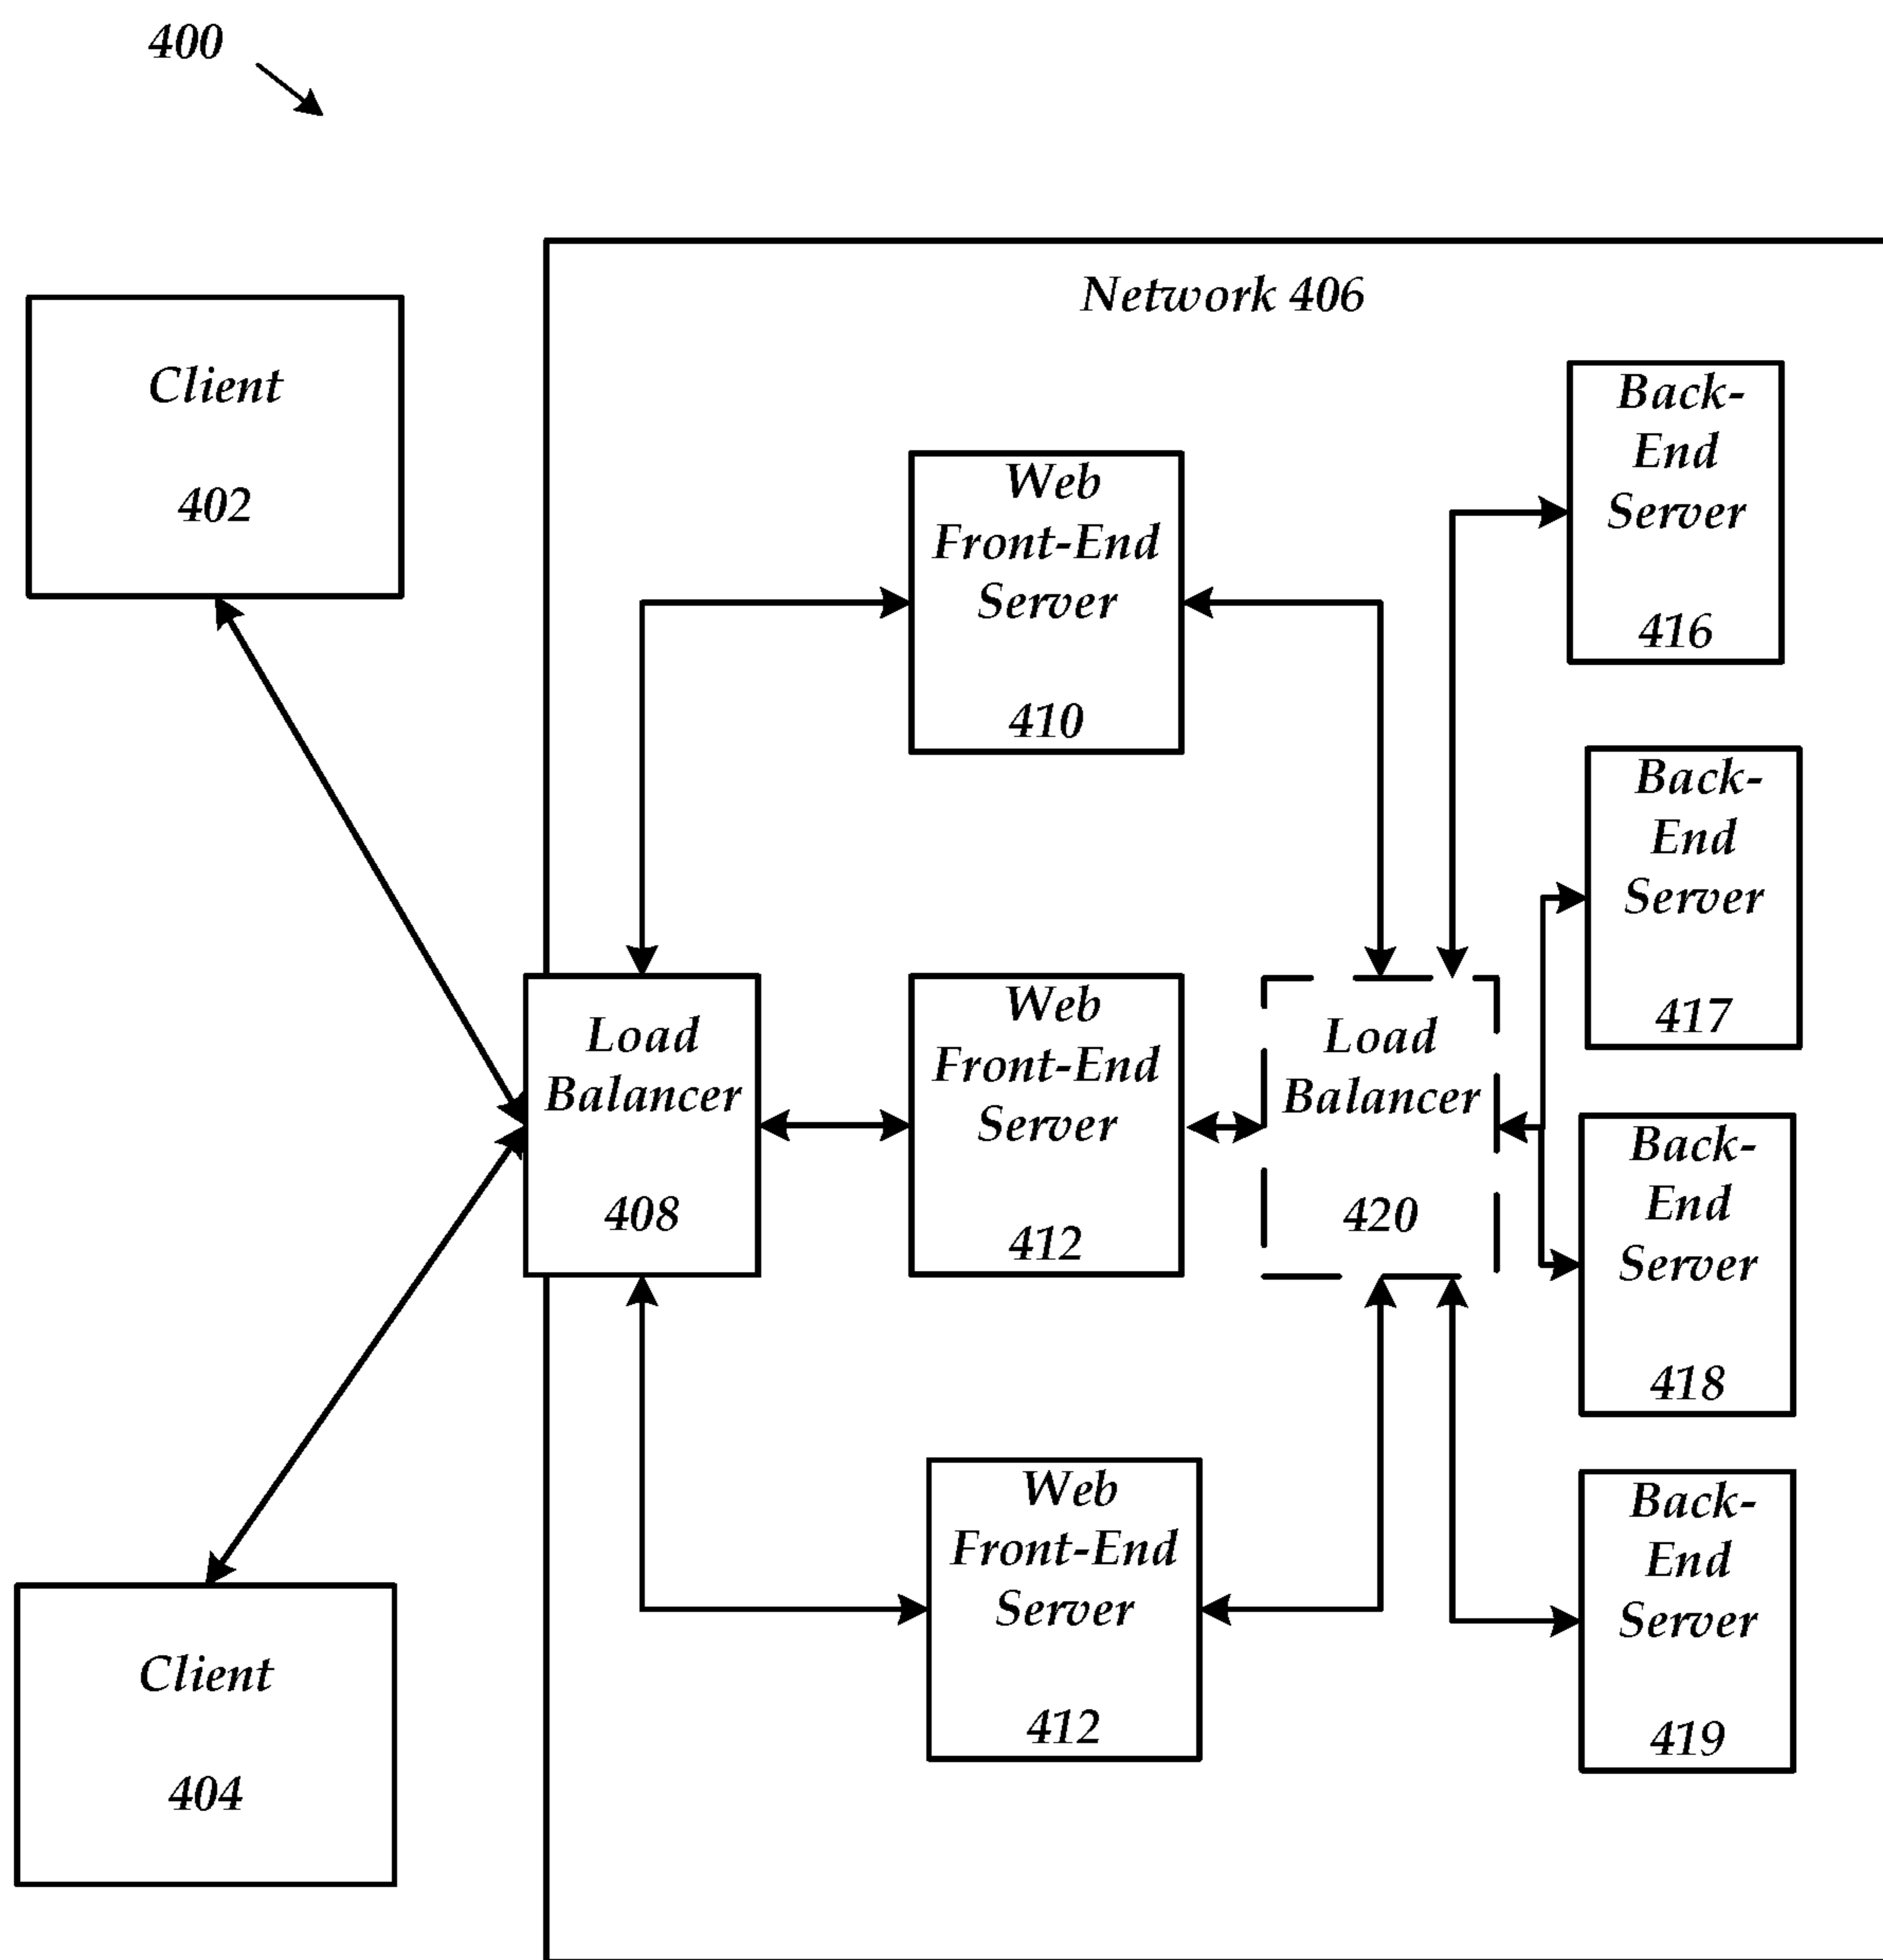 400
Network 406
Client
402
Web
Front-End
Server
410
Back-
End
Server
416
Back-
End
Server
417
Load
Balancer
408
Web
Front-End
Server
412
Load
Balancer
420
Back-
End
Server
418
Web
Front-End
Server
412
Back-
End
Server
419
Client
404